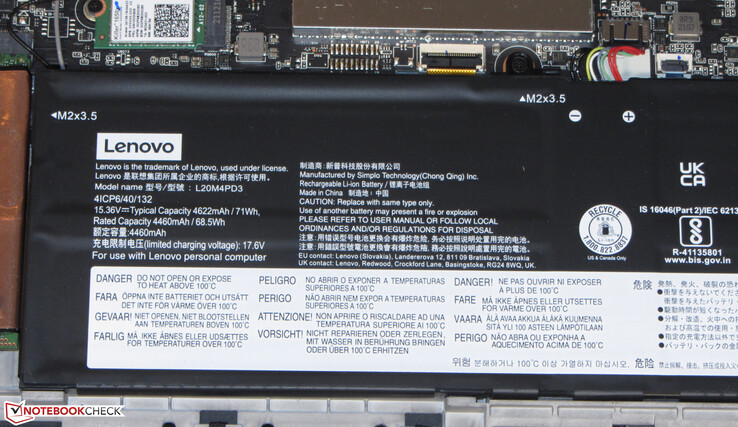 ◄M2x3.5
▲M2x3.5
Lenovo
Lenovo is the trademark of Lenovo, used under license.
Lenovo 是联想集团所属企业的商标,根据许可使用。
Model name 型号/型號: L20M4PD3
4ICP6/40/132
15.36V⎓Typical Capacity 4622mAh / 71Wh,
Rated Capacity 4460mAh / 68.5Wh
额定容量:4460mAh
充电限制电压(limited charging voltage): 17.6V
For use with Lenovo personal computer
制造商: 新普科技股份有限公司
Manufactured by Simplo Technology(Chong Qing) Inc.
Rechargeable Li-ion Battery / 锂离子电池组
Made in China 制造地: 中国
CAUTION: Replace with same type.
Use of another battery may present a fire or explosion
PLEASE REFER TO USER MANUAL OR FOLLOW LOCAL
ORDINANCES AND/OR REGULATIONS FOR DISPOSAL
EU contact: Lenovo (Slovakia), Landererova 12, 811 09 Bratislava, Slovakia
UK contact: Lenovo, Redwood, Crockford Lane, Basingstoke, RG24 8WQ, UK.
RECYCLE
1.800.822.8837
US & Canada Only
UK
CA
IS 16046(Part 2)/IEC 6213
R-41135801
www.bis.gov.in
DANGER DO NOT OPEN OR EXPOSE
TO HEAT ABOVE 100˚C
FARA ÖPPNA INTE BATTERIET OCH UTSÄTT
DET INTE FÖR VÄRME ÖVER 100˚C
GEVAAR! NIET OPENEN, NIET BLOOTSTELLEN
AAN TEMPERATUREN BOVEN 100˚C
FARLIG MÅ IKKE ÅBNES ELLER UDSÆTTES
FOR TEMPERATURER OVER 100˚C
PELIGRO NO ABRIR O EXPONER A TEMPERATURAS
SUPERIORES A 100˚C
PERIGO NÃO ABRIR NEM EXPOR A TEMPERATURAS
SUPERIORES A 100˚C
ATTENZIONE! NON APRIRE O RISCALDARE AD UNA
TEMPERATURA SUPERIORE AI 100˚C
VORSICHT! NICHT REPARIEREN ODER ZERLEGEN.
MIT WASSER IN BERÜHRUNG BRINGEN
ODER ÜBER 100˚C ERHITZEN
DANGER! NE PAS OUVRIR NI EXPOSER
A PLUS DE 100˚C
FARE MÅ IKKE ÅPNES ELLER UTSETTES
FOR VARME OVER 100˚C
VAARA ÄLÄ AVAA AKKUA ÄLÄKÄ KUUMENNA
SITÄ YLI 100 ASTEEN LÄMPÖTILAAN
PERIGO NÃO ABRA OU EXPONHA A
AQUECIMENTO ACIMA DE 100˚C
위험 분해하거나 100˚C 이상 가열하지 마십시오. 危险
危険
NOTEBOOKCHECK